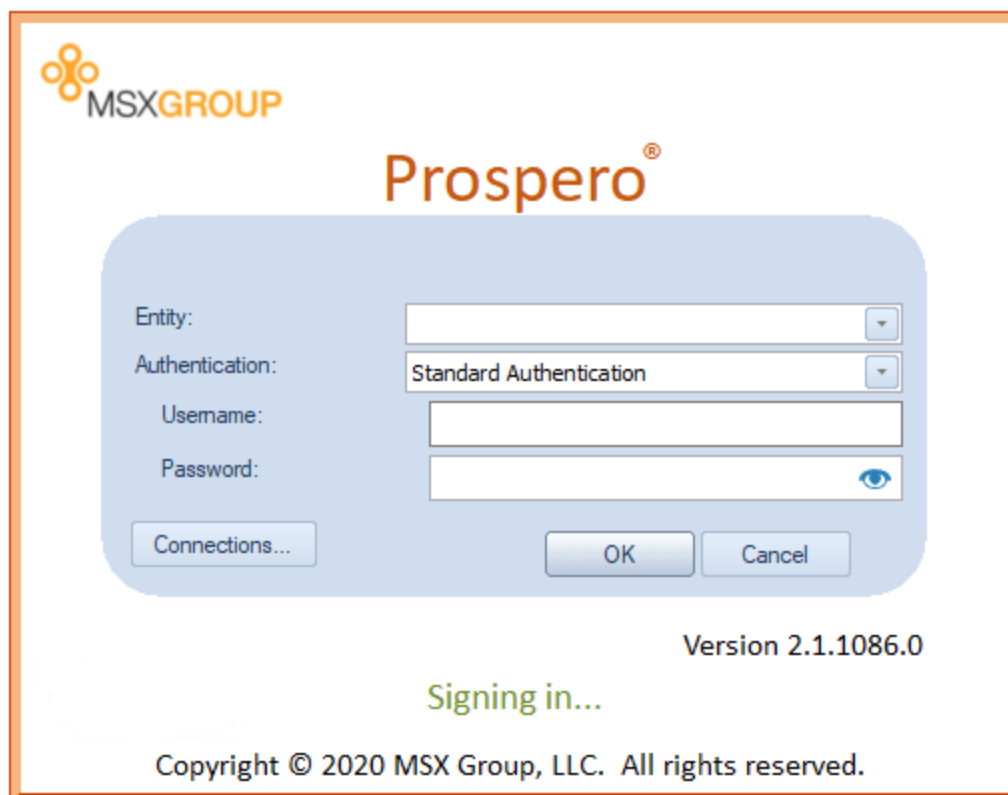 MSXGROUP
Prospero®
Entity:
Authentication: Standard Authentication
Username:
Password:
Connections... OK Cancel
Version 2.1.1086.0
Signing in...
Copyright © 2020 MSX Group, LLC. All rights reserved.